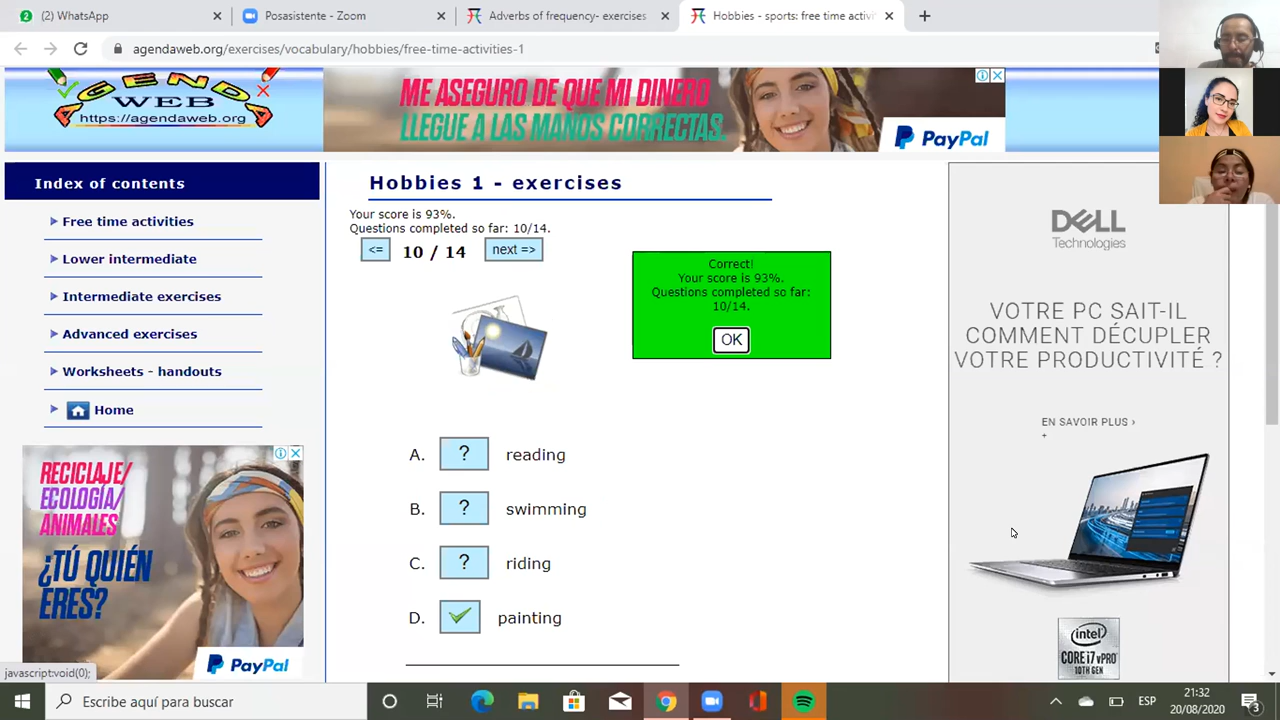 (2) WhatsApp
Posasistente - Zoom
Adverbs of frequency- exercises
Hobbies - sports: free time activi
agendaweb.org/exercises/vocabulary/hobbies/free-time-activities-1
AGENDA
WEB
https://agendaweb.org
ME ASEGURO DE QUE MI DINERO
LLEGUE A LAS MANOS CORRECTAS.
PayPal
Index of contents
Free time activities
Lower intermediate
Intermediate exercises
Advanced exercises
Worksheets - handouts
Home
RECICLAJE/
ECOLOGÍA/
ANIMALES
¿TÚ QUIÉN
ERES?
PayPal
javascript:void(0);
Hobbies 1 - exercises
Your score is 93%.
Questions completed so far: 10/14.
<= 10 / 14 next =>
Correct!
Your score is 93%.
Questions completed so far:
10/14.
OK
A. ? reading
B. ? swimming
C. ? riding
D. painting
DELL
Technologies
VOTRE PC SAIT-IL
COMMENT DÉCUPLER
VOTRE PRODUCTIVITÉ ?
EN SAVOIR PLUS ›
+
intel
CORE i7 vPRO
10TH GEN
Escribe aquí para buscar
ESP
21:32
20/08/2020
3